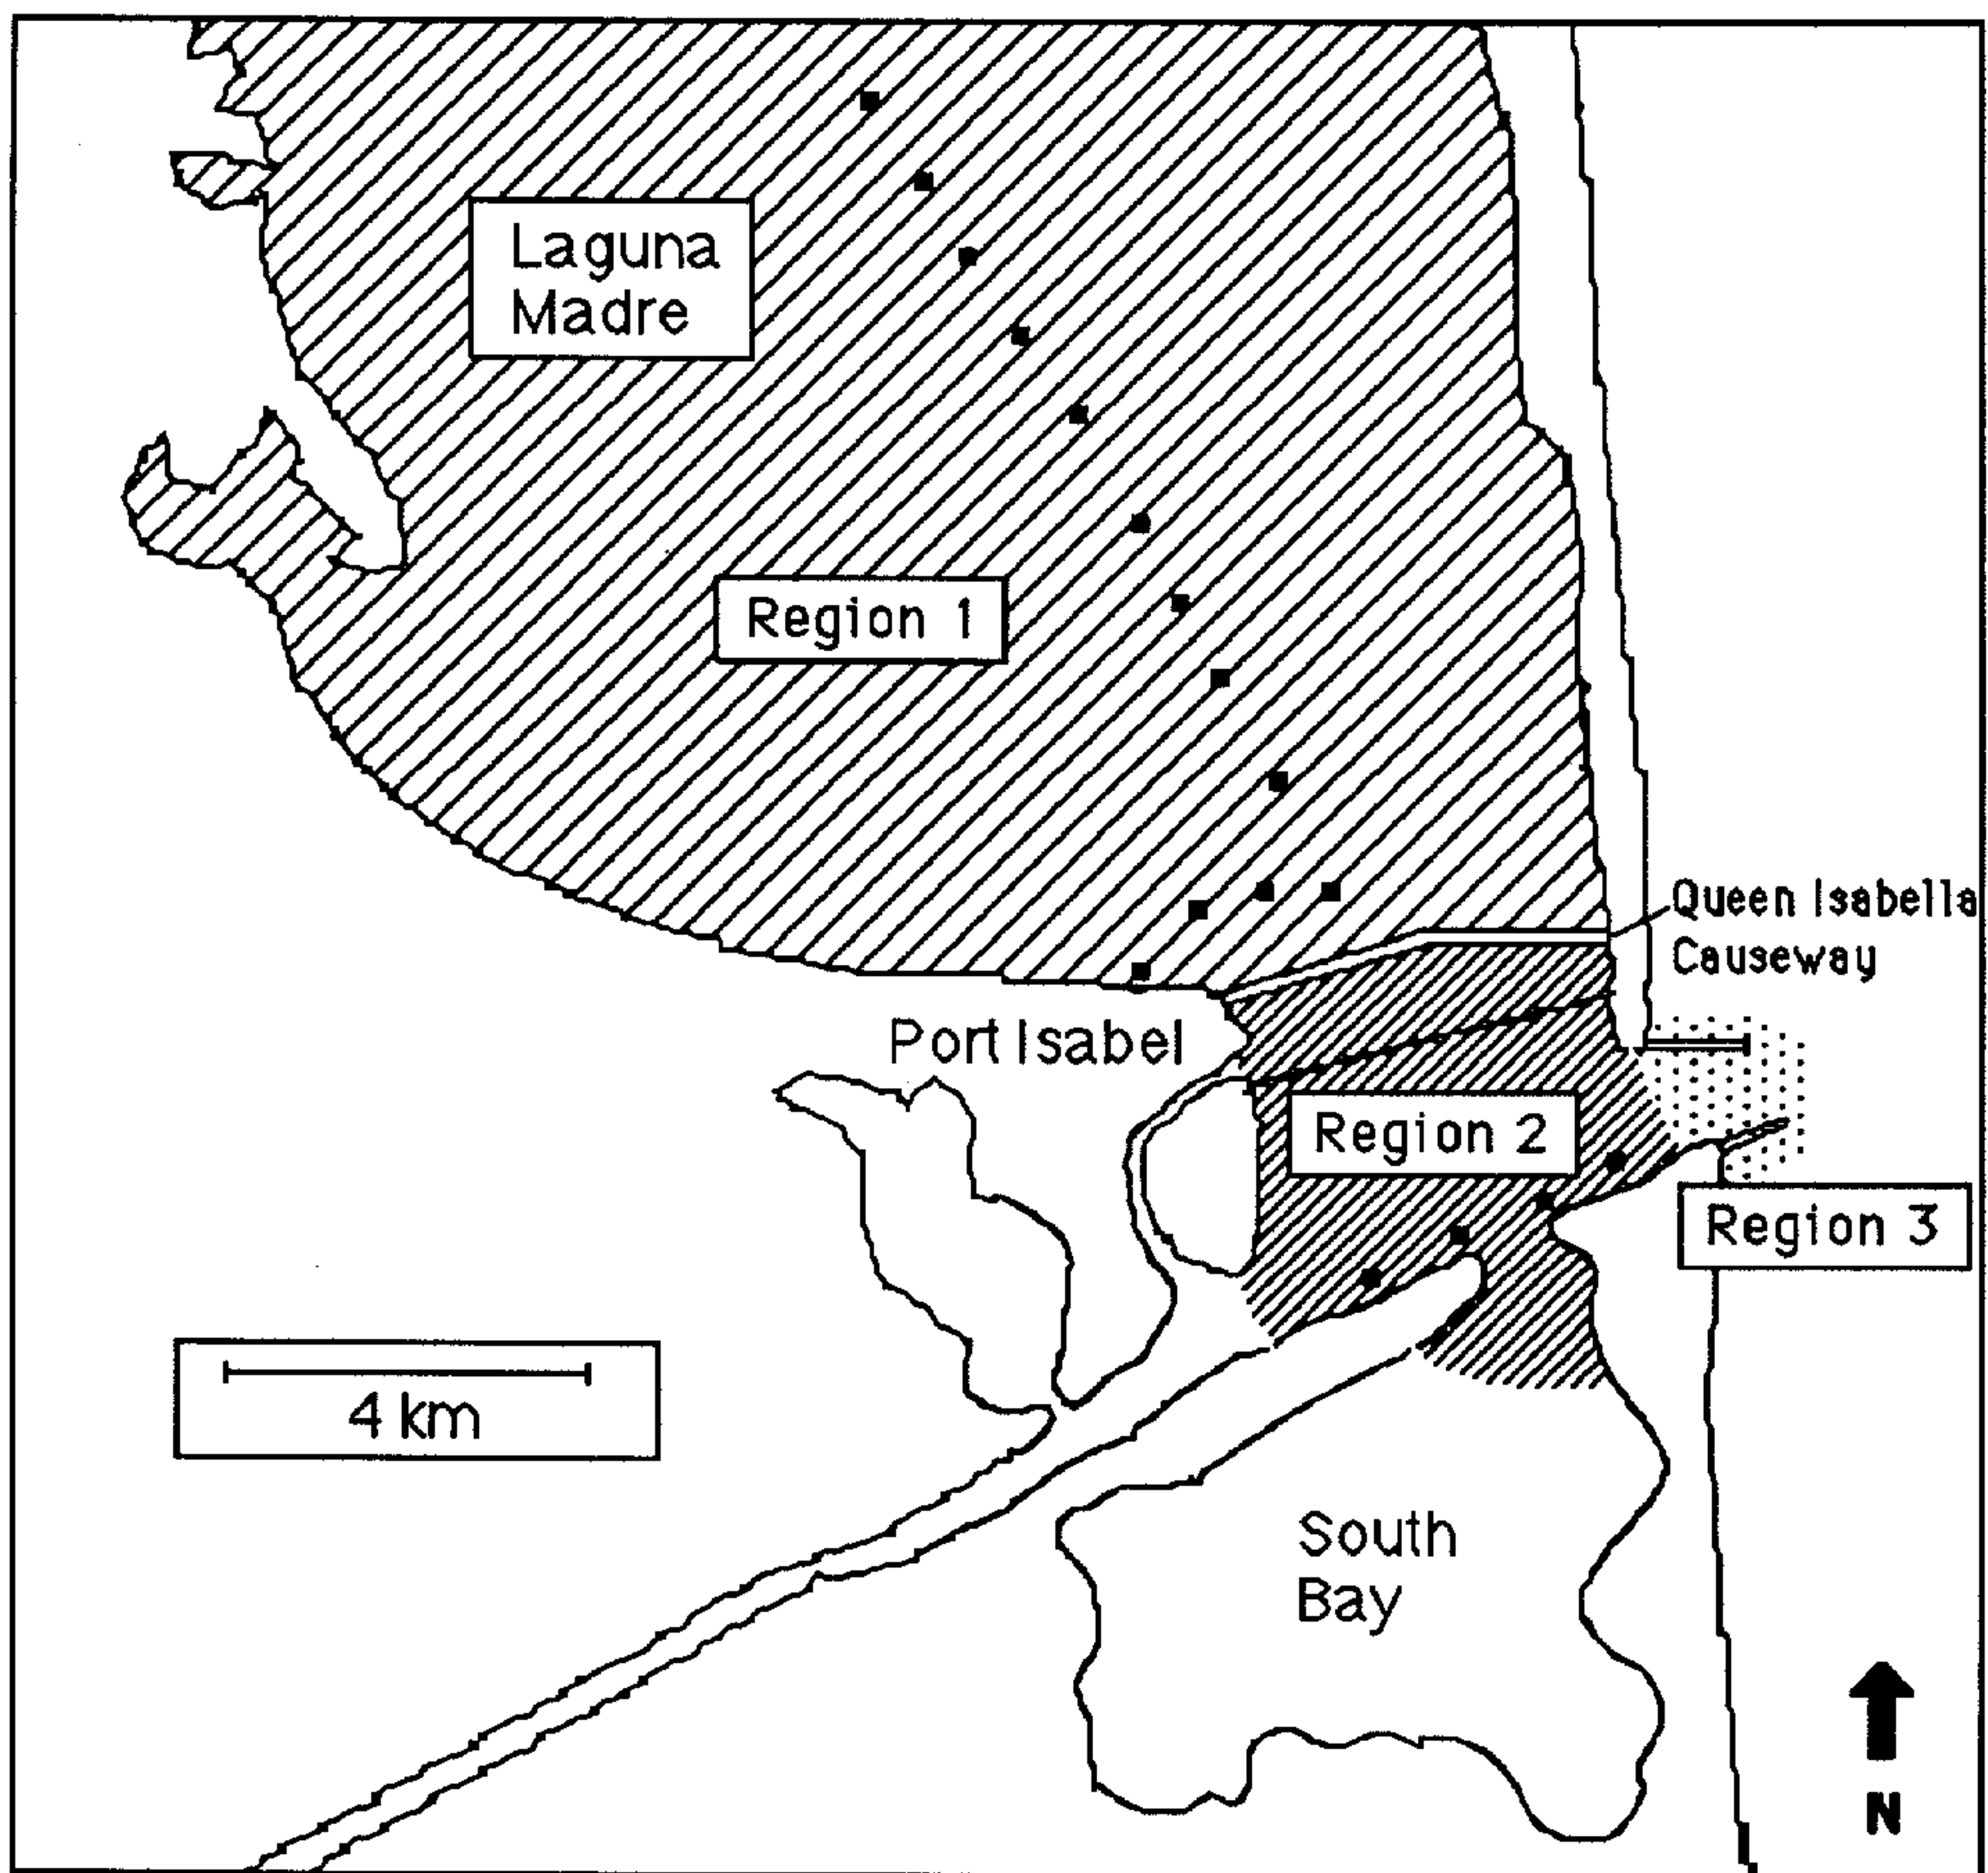 Laguna
Madre
Region 1
Queen Isabella
Causeway
Port Isabel
Region 2
Region 3
4 km
South
Bay
N